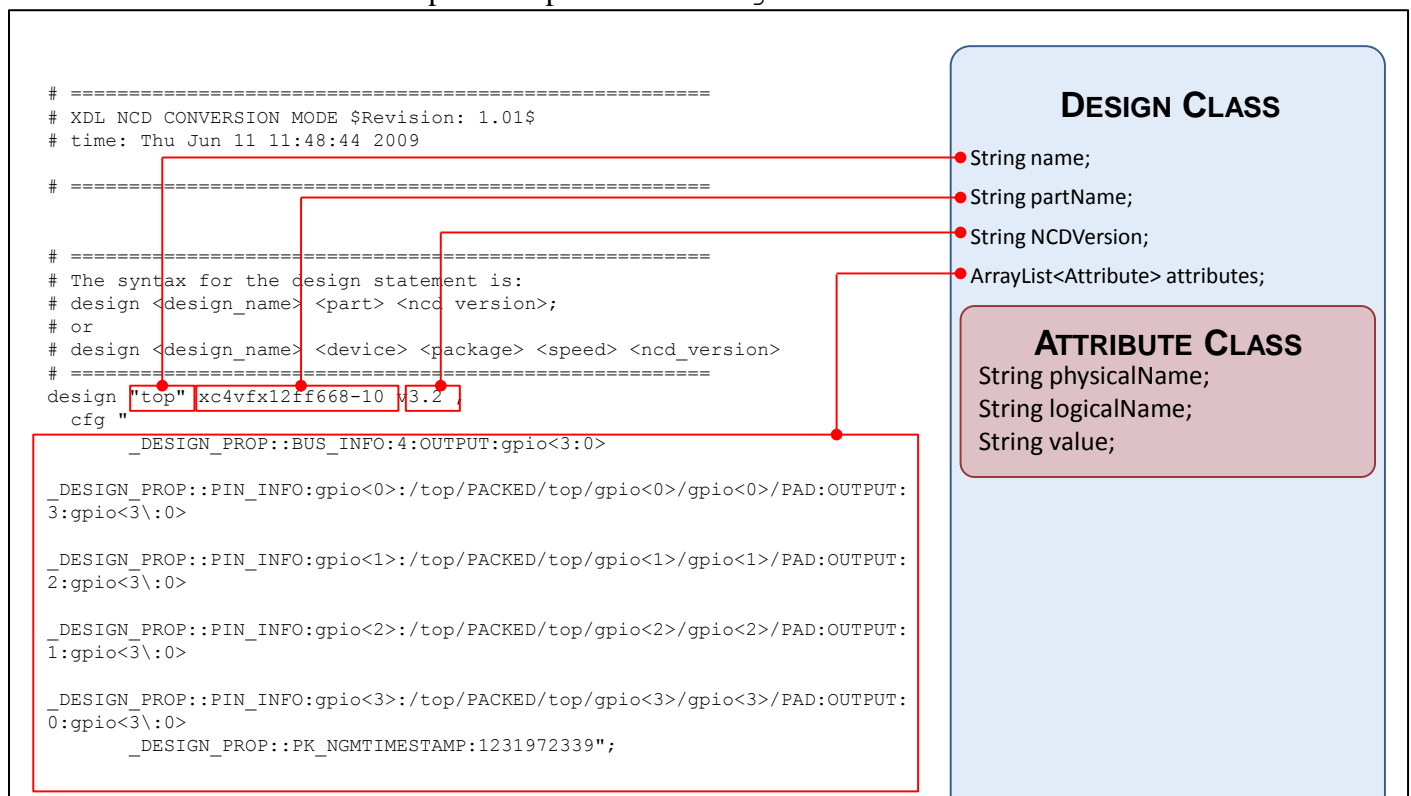 # =======================================================
# XDL NCD CONVERSION MODE $Revision: 1.01$
# time: Thu Jun 11 11:48:44 2009
# =======================================================
# =======================================================
# The syntax for the design statement is:
# design <design_name> <part> <ncd version>;
# or
# design <design_name> <device> <package> <speed> <ncd_version>
# =======================================================
design "top" xc4vfx12ff668-10 v3.2 ,
cfg "
_DESIGN_PROP::BUS_INFO:4:OUTPUT:gpio<3:0>
_DESIGN_PROP::PIN_INFO:gpio<0>:/top/PACKED/top/gpio<0>/gpio<0>/PAD:OUTPUT:
3:gpio<3\:0>
_DESIGN_PROP::PIN_INFO:gpio<1>:/top/PACKED/top/gpio<1>/gpio<1>/PAD:OUTPUT:
2:gpio<3\:0>
_DESIGN_PROP::PIN_INFO:gpio<2>:/top/PACKED/top/gpio<2>/gpio<2>/PAD:OUTPUT:
1:gpio<3\:0>
_DESIGN_PROP::PIN_INFO:gpio<3>:/top/PACKED/top/gpio<3>/gpio<3>/PAD:OUTPUT:
0:gpio<3\:0>
_DESIGN_PROP::PK_NGMTIMESTAMP:1231972339";
DESIGN CLASS
String name;
String partName;
String NCDVersion;
ArrayList<Attribute> attributes;
ATTRIBUTE CLASS
String physicalName;
String logicalName;
String value;